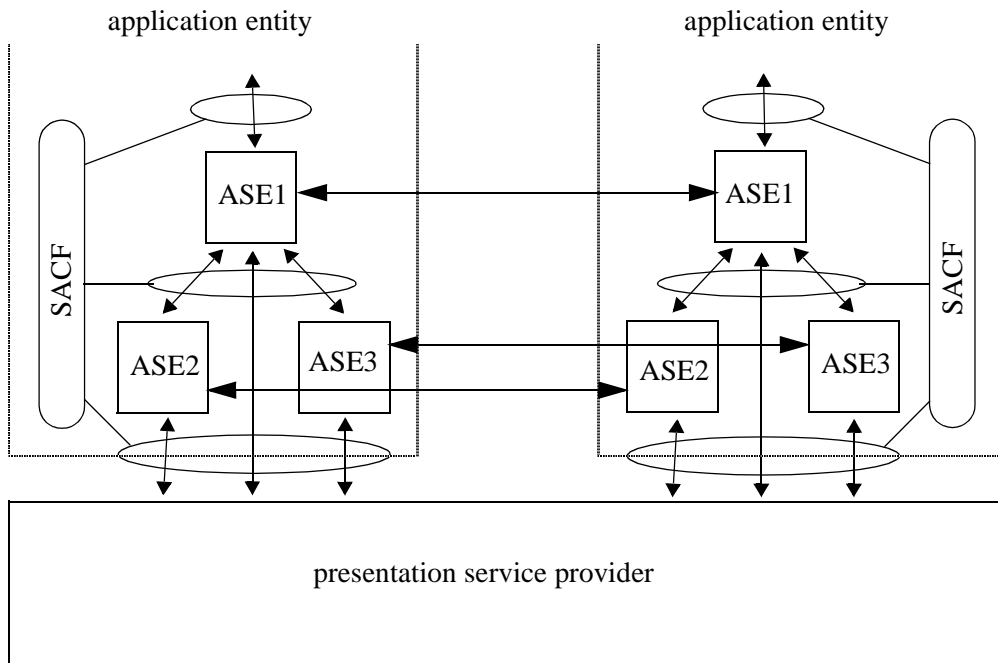 application entity
application entity
ASE1
ASE1
SACF
SACF
ASE2
ASE3
ASE2
ASE3
presentation service provider